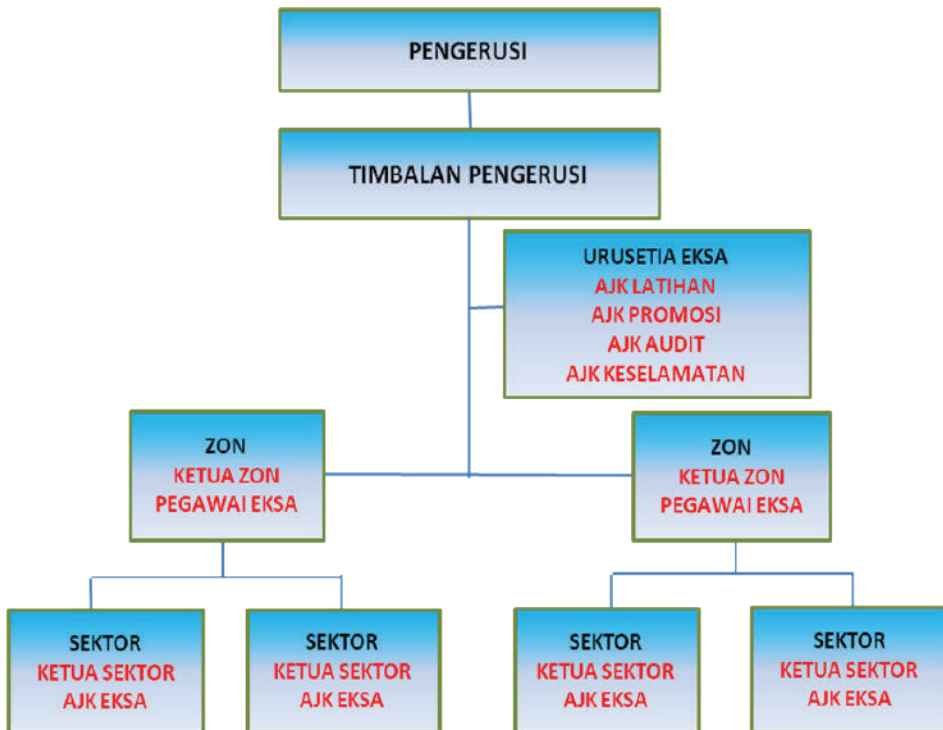 PENGERUSI
TIMBALAN PENGERUSI
URUSETIA EKSA
AJK LATIHAN
AJK PROMOSI
AJK AUDIT
AJK KESELAMATAN
ZON
KETUA ZON
PEGAWAI EKSA
ZON
KETUA ZON
PEGAWAI EKSA
SEKTOR
KETUA SEKTOR
AJK EKSA
SEKTOR
KETUA SEKTOR
AJK EKSA
SEKTOR
KETUA SEKTOR
AJK EKSA
SEKTOR
KETUA SEKTOR
AJK EKSA